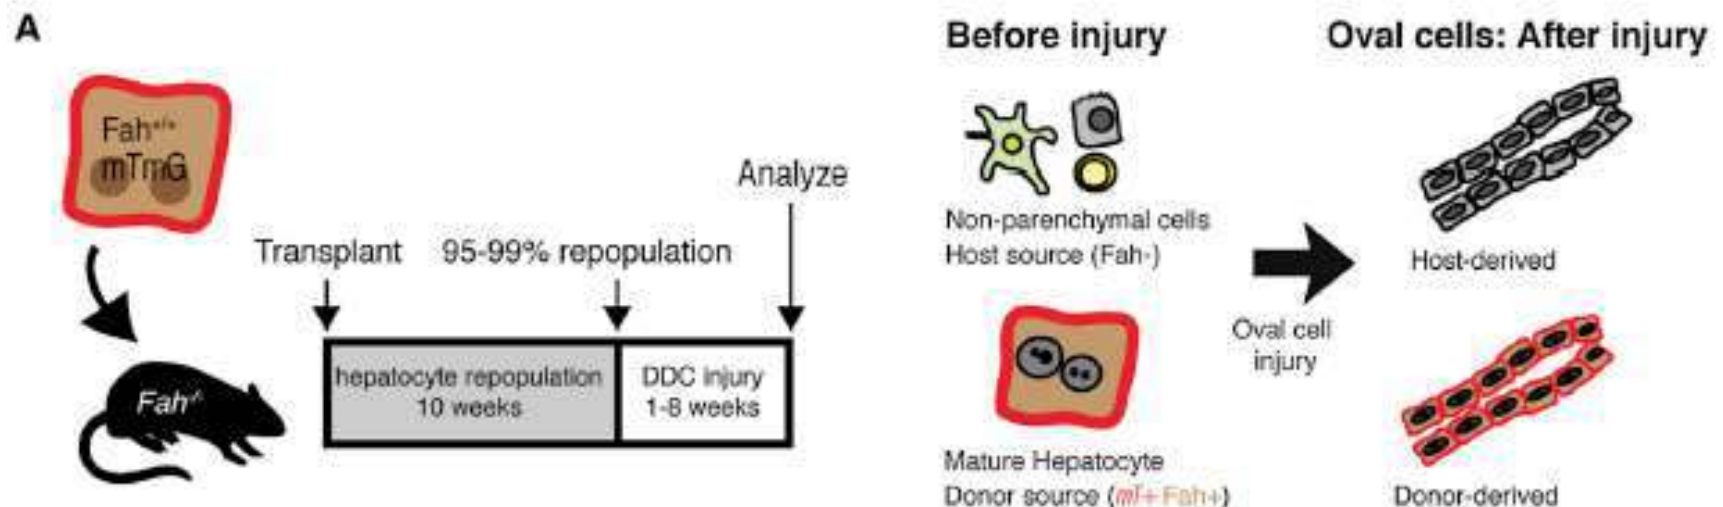 A
Fah+/+
mTmG
Fah-/-
Transplant
95-99% repopulation
Analyze
hepatocyte repopulation
10 weeks
DDC injury
1-8 weeks
Before injury
Oval cells: After injury
Non-parenchymal cells
Host source (Fah-)
Mature Hepatocyte
Donor source (mT+ Fah+)
Oval cell
injury
Host-derived
Donor-derived